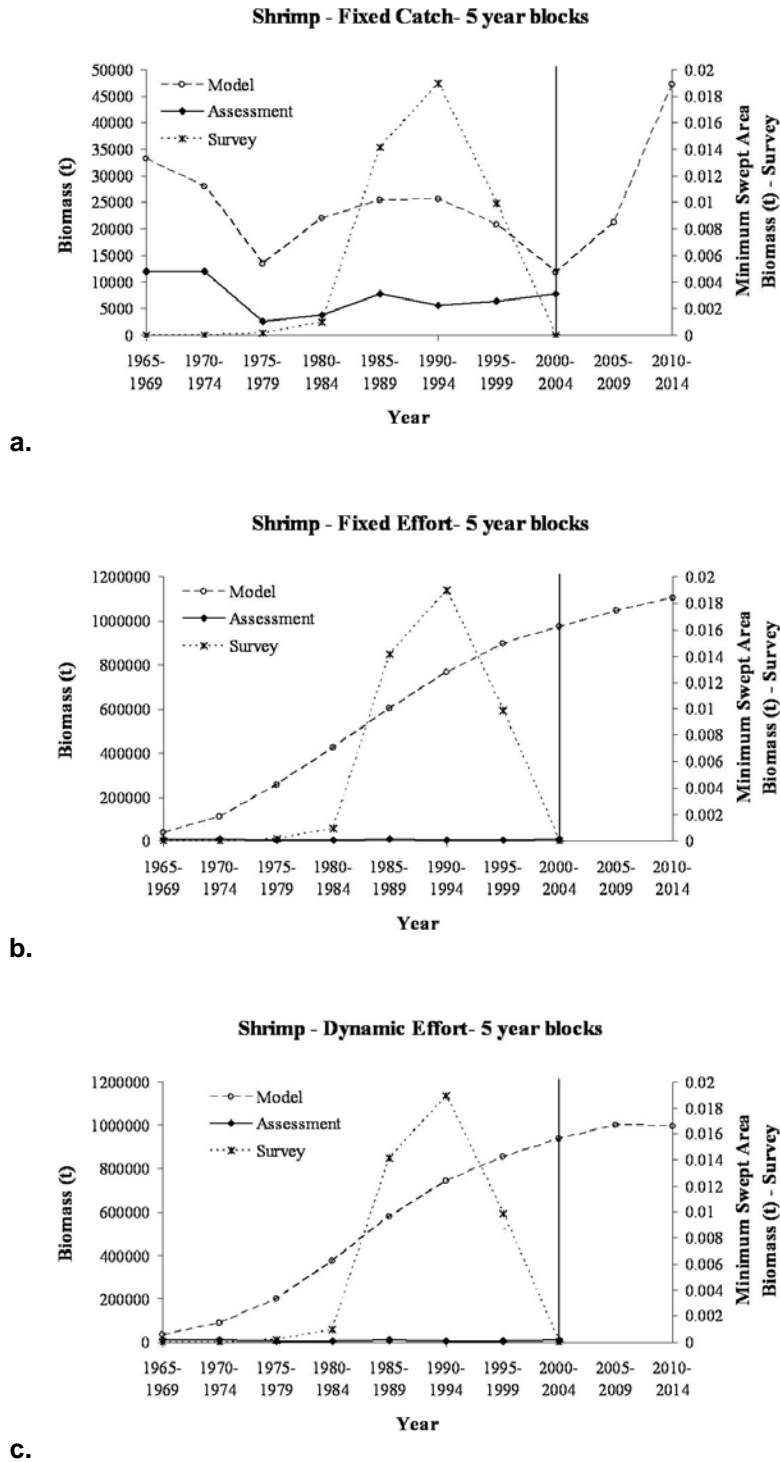 Shrimp - Fixed Catch- 5 year blocks
50000
45000
40000
35000
30000
25000
20000
15000
10000
5000
0
Biomass (t)
Model
Assessment
Survey
0.02
0.018
0.016
0.014
0.012
0.01
0.008
0.006
0.004
0.002
0
Minimum Swept Area
Biomass (t) - Survey
1965- 1970- 1975- 1980- 1985- 1990- 1995- 2000- 2005- 2010-
1969 1974 1979 1984 1989 1994 1999 2004 2009 2014
Year
a.
Shrimp - Fixed Effort- 5 year blocks
1200000
1000000
800000
600000
400000
200000
0
Biomass (t)
Model
Assessment
Survey
0.02
0.018
0.016
0.014
0.012
0.01
0.008
0.006
0.004
0.002
0
Minimum Swept Area
Biomass (t) - Survey
1965- 1970- 1975- 1980- 1985- 1990- 1995- 2000- 2005- 2010-
1969 1974 1979 1984 1989 1994 1999 2004 2009 2014
Year
b.
Shrimp - Dynamic Effort- 5 year blocks
1200000
1000000
800000
600000
400000
200000
0
Biomass (t)
Model
Assessment
Survey
0.02
0.018
0.016
0.014
0.012
0.01
0.008
0.006
0.004
0.002
0
Minimum Swept Area
Biomass (t) - Survey
1965- 1970- 1975- 1980- 1985- 1990- 1995- 2000- 2005- 2010-
1969 1974 1979 1984 1989 1994 1999 2004 2009 2014
Year
c.